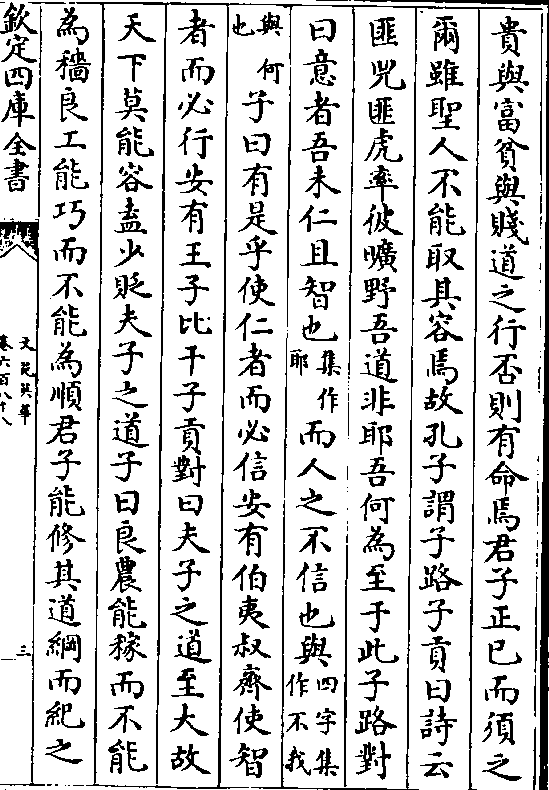 貴與富貧與賤道之行否則有命焉君子正已而須之
爾雖聖人不能取其容焉故孔子謂子路子貢曰詩云
匪兕匪虎率彼曠野吾道非耶吾何為至于此子路對
曰意者吾未仁且智也集作耶而人之不信也與四字集作不我
與何也子曰有是乎使仁者而必信安有伯夷叔齊使智
者而必行安有王子比干子貢對曰夫子之道至大故
天下莫能容盍少貶夫子之道子曰良農能稼而不能
為穡良工能巧而不能為順君子能修其道綱而紀之
欽定四庫全書
文苑英華
卷六百八十八
三